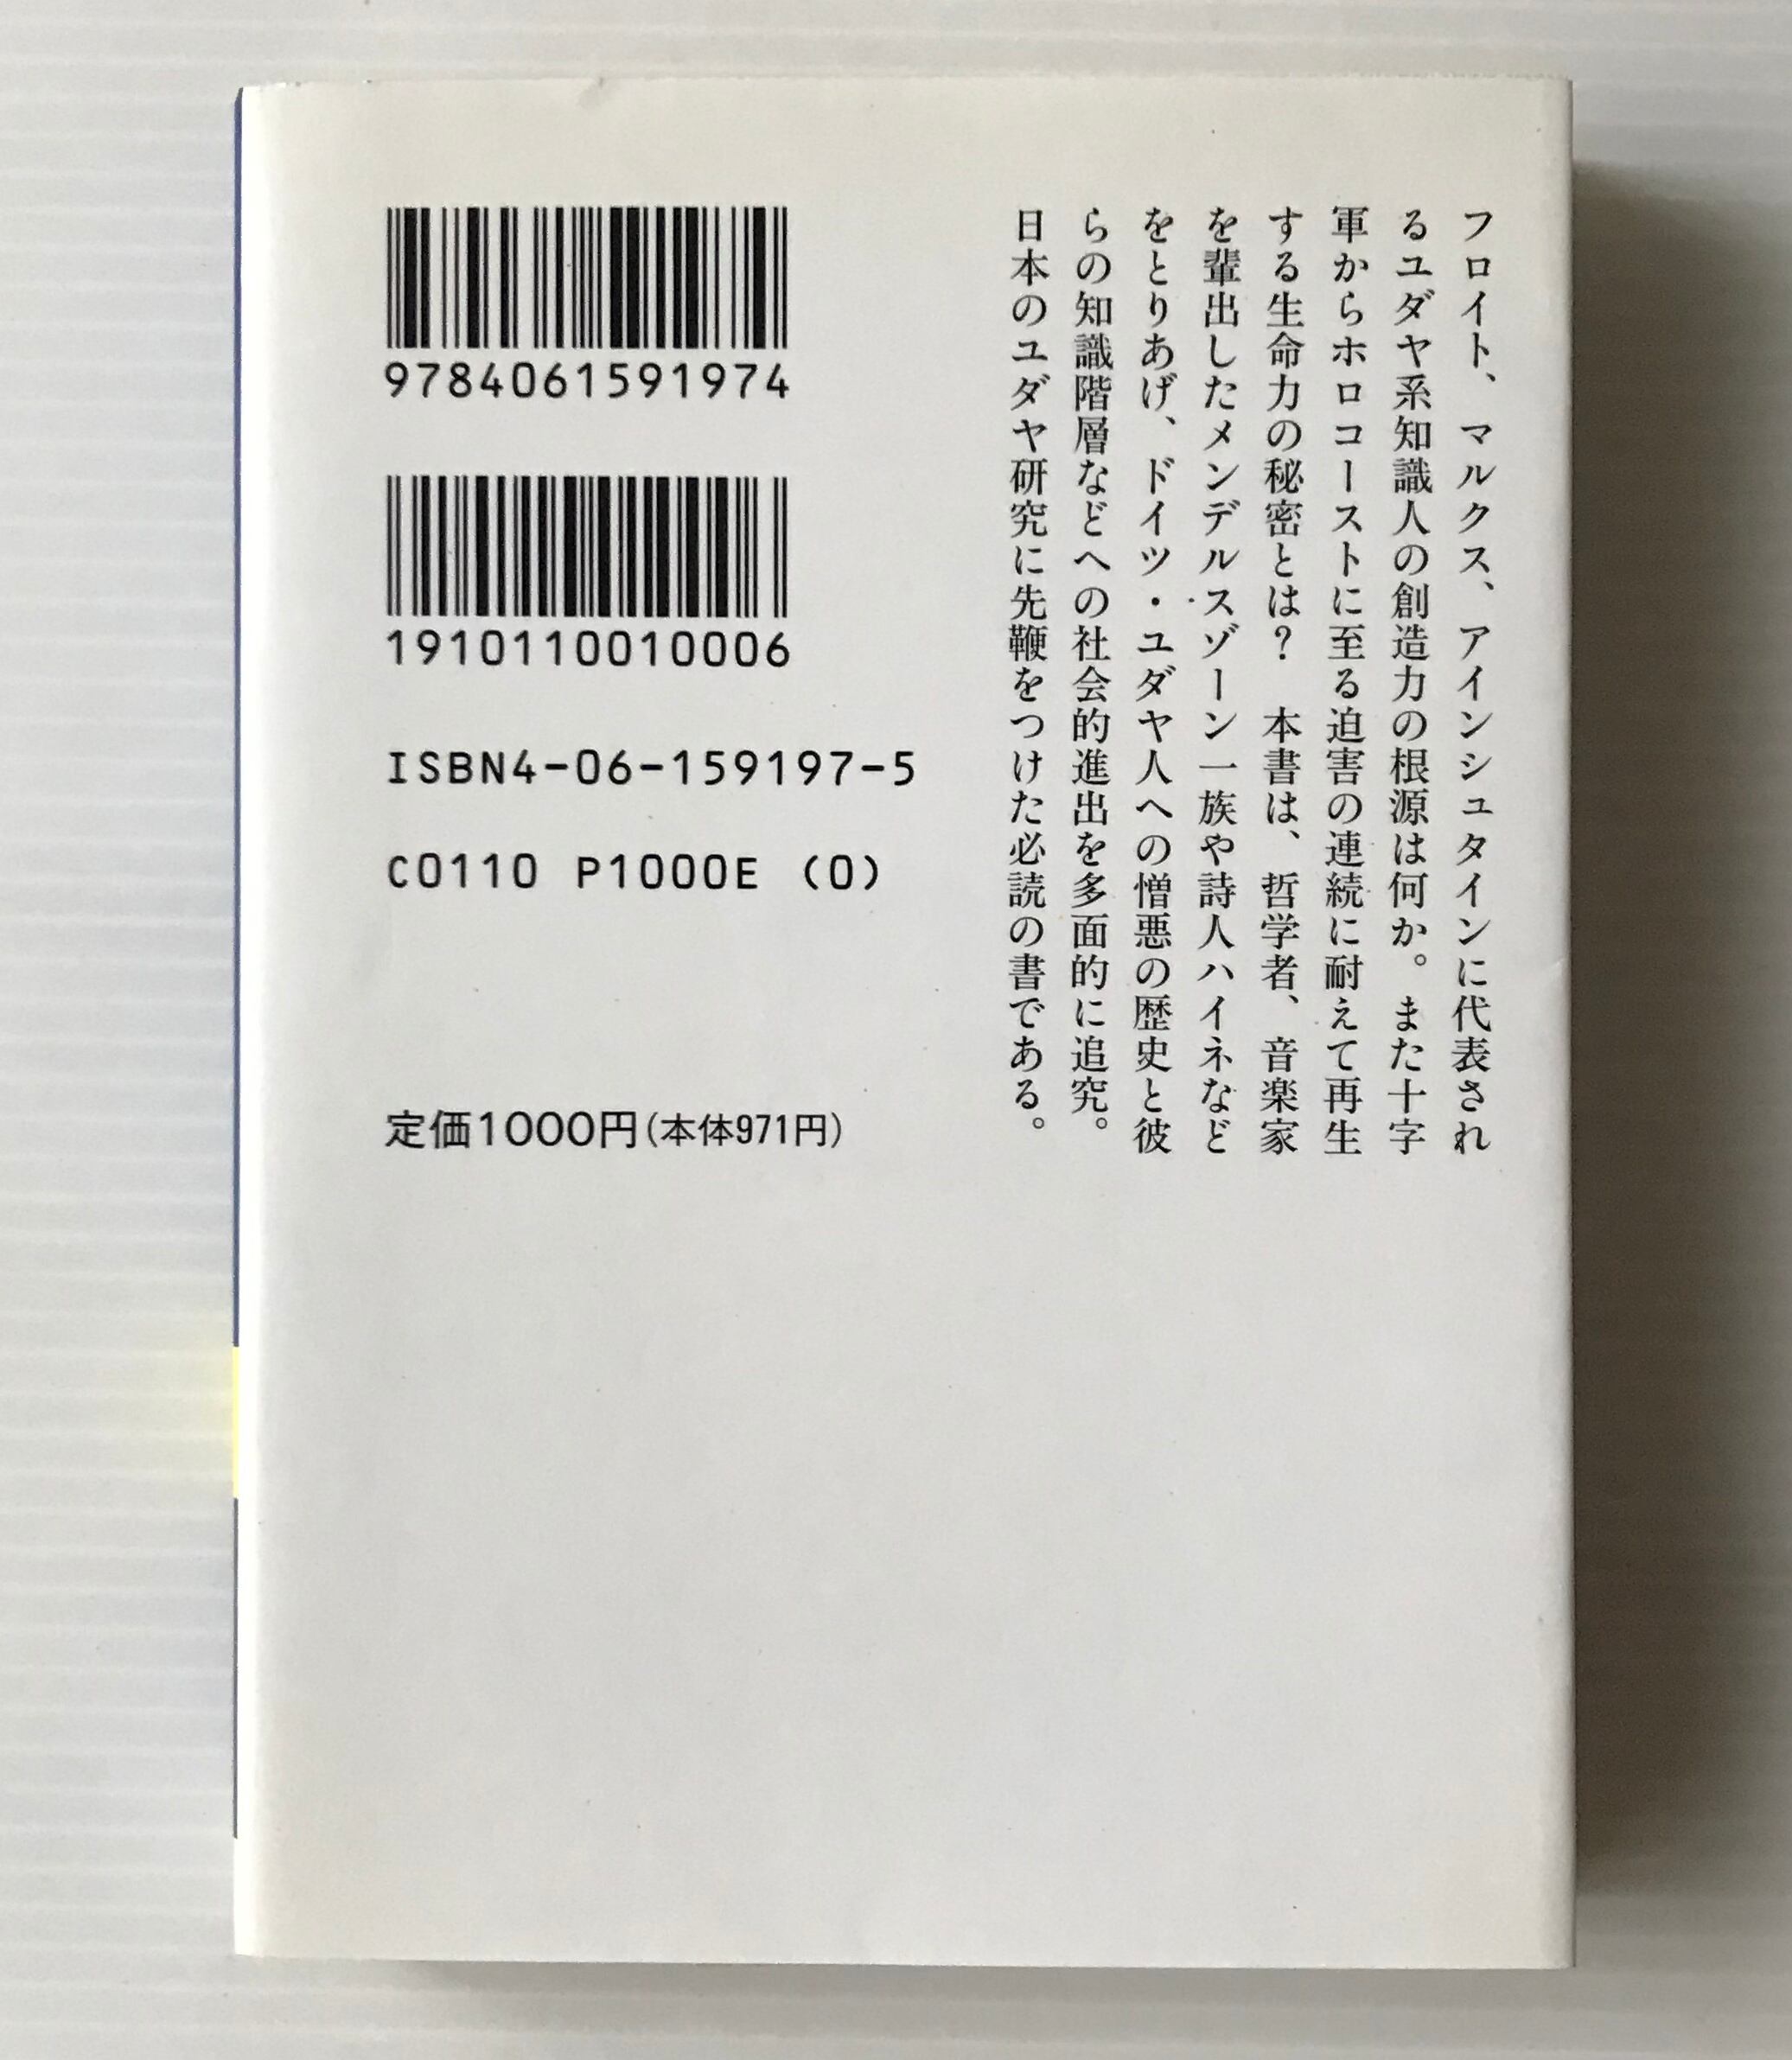 フロイト、マルクス、アインシュタインに代表され
るユダヤ系知識人の創造力の根源は何か。また十字
軍からホロコーストに至る迫害の連続に耐えて再生
する生命力の秘密とは？　本書は、哲学者、音楽家
を輩出したメンデルスゾーン一族や詩人ハイネなど
をとりあげ、ドイツ・ユダヤ人への憎悪の歴史と彼
らの知識階層などへの社会的進出を多面的に追究。
日本のユダヤ研究に先鞭をつけた必読の書である。
9784061591974
1910110010006
ISBN4-06-159197-5
C0110 P1000E (0)
定価1000円(本体971円)